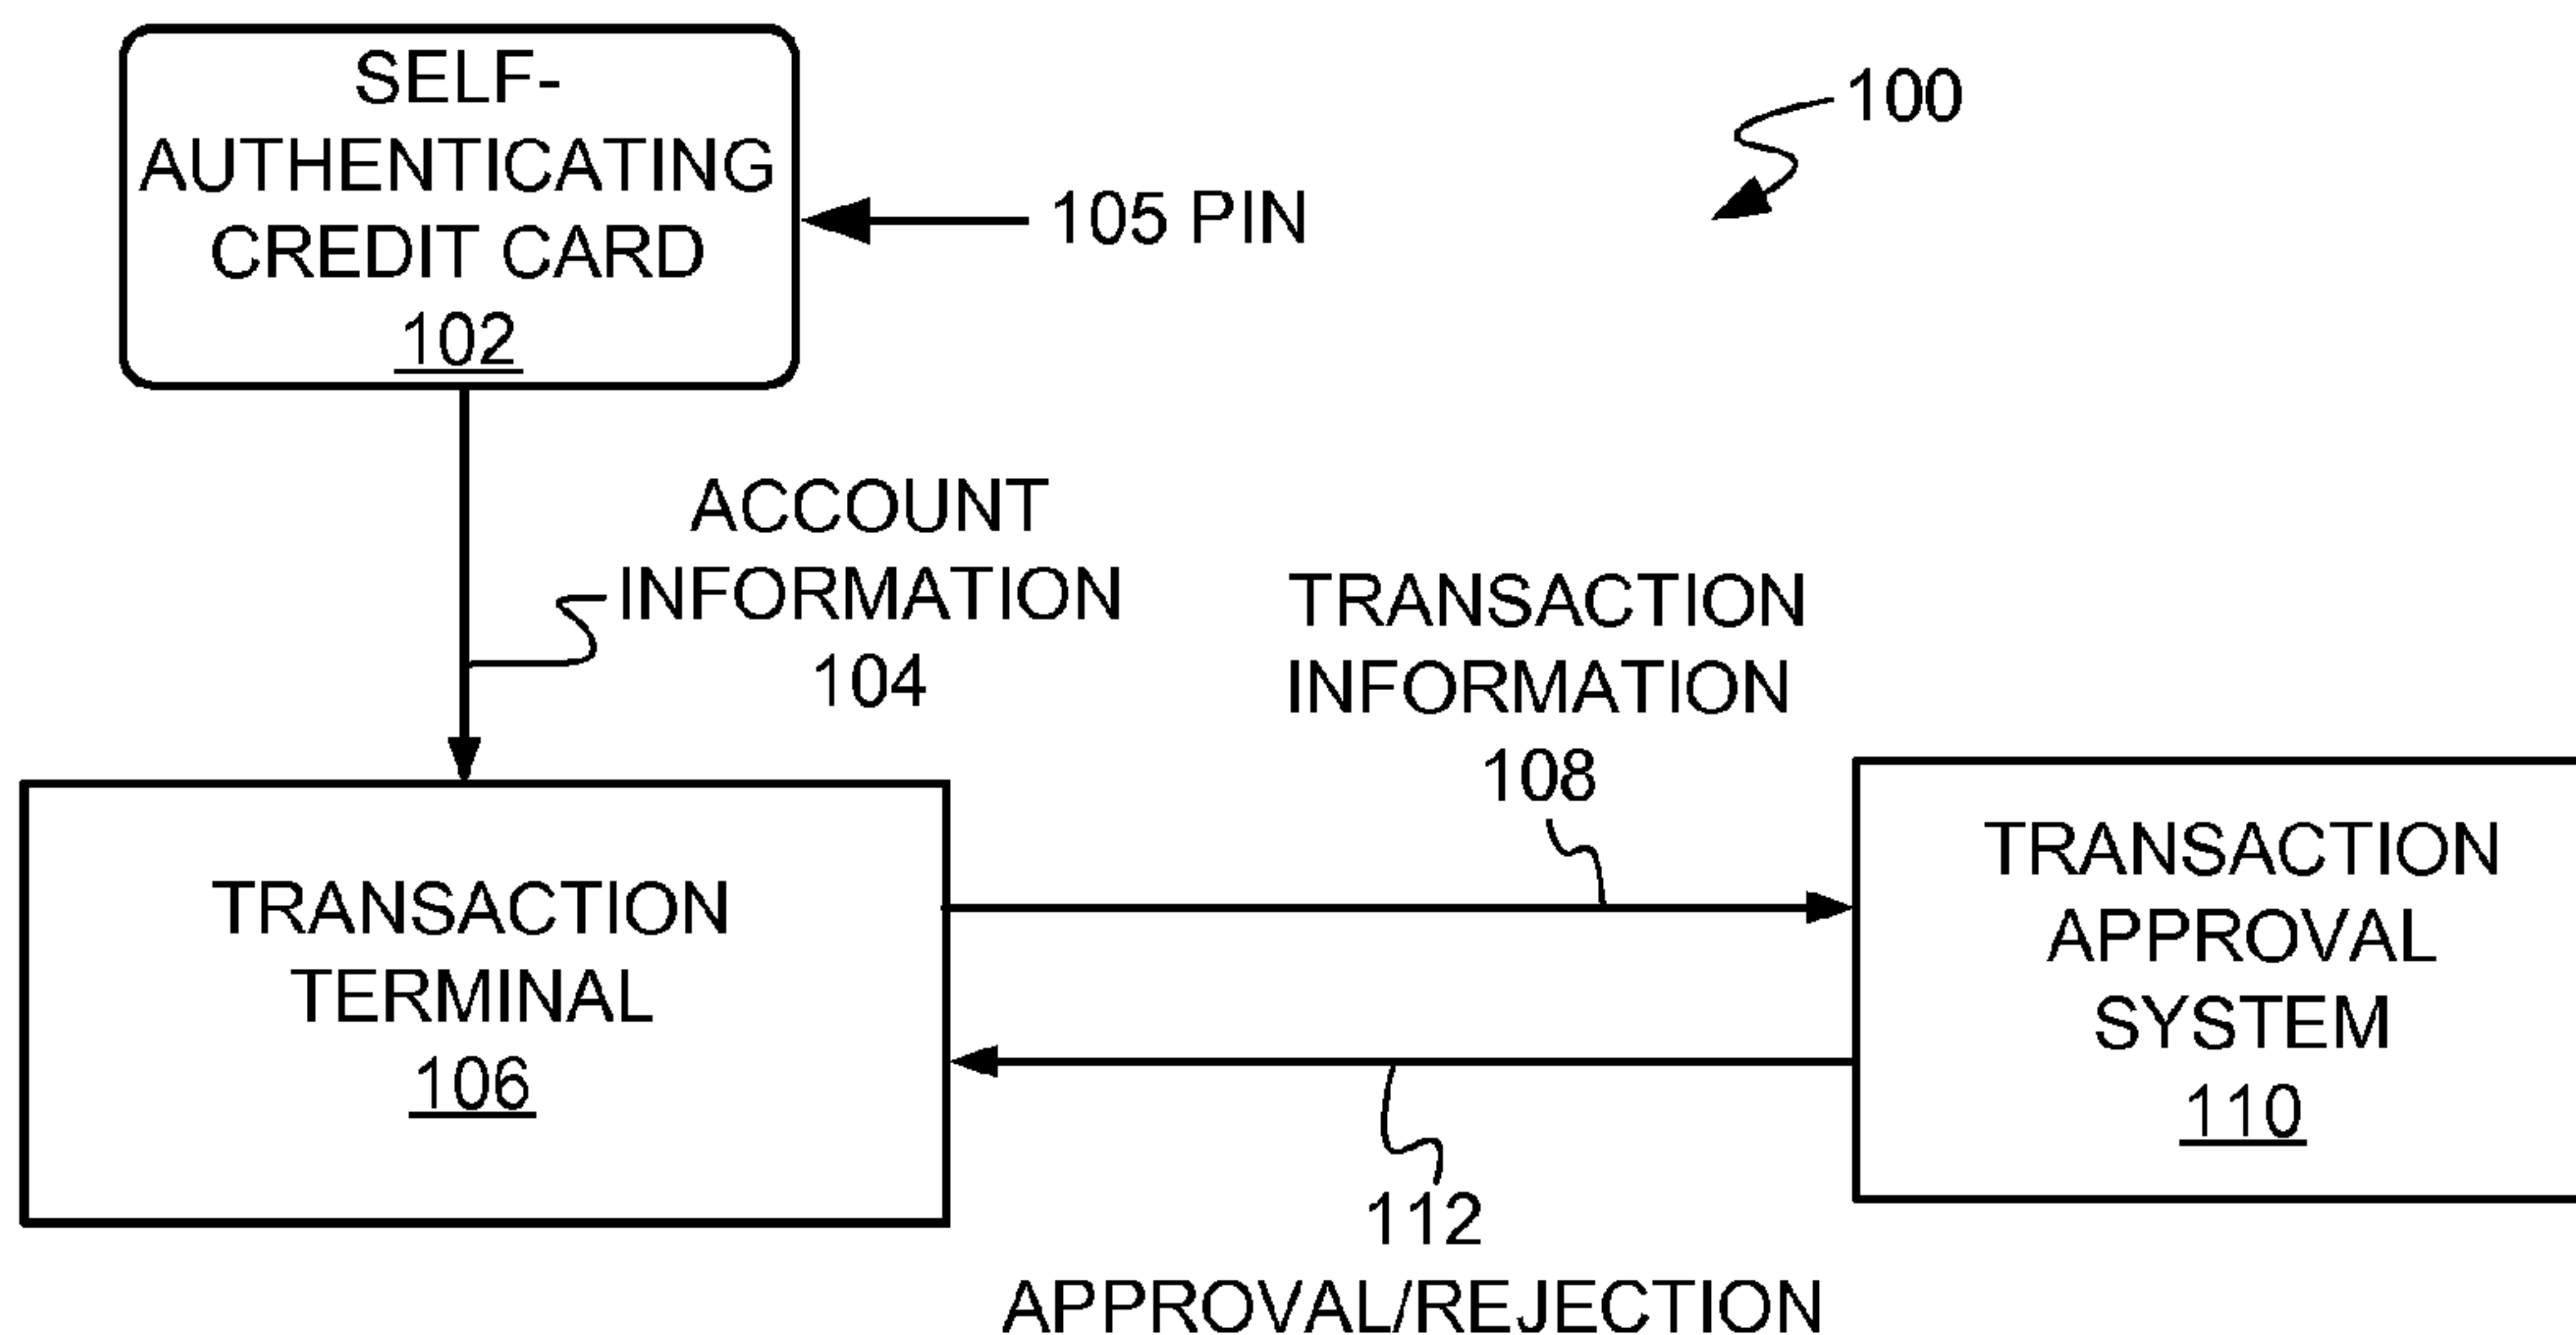 SELF-
AUTHENTICATING
CREDIT CARD
102
100
105 PIN
ACCOUNT
INFORMATION
104
TRANSACTION
INFORMATION
108
TRANSACTION
TERMINAL
106
TRANSACTION
APPROVAL
SYSTEM
110
112
APPROVAL/REJECTION